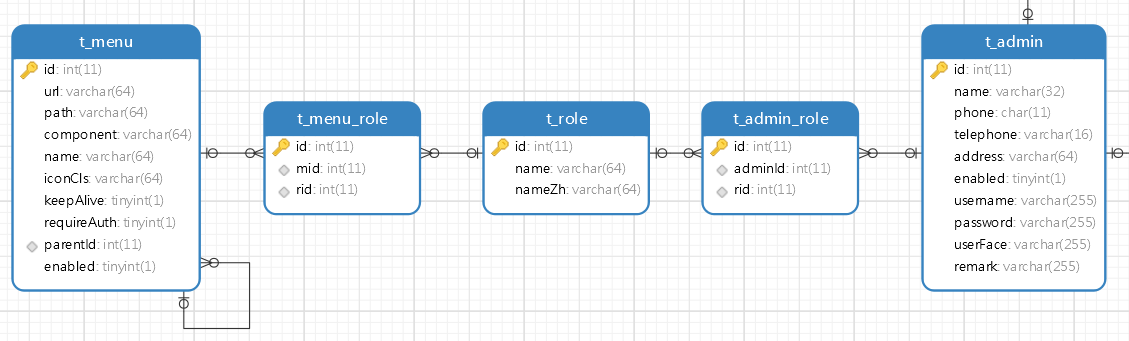 t_menu
id: int(11)
url: varchar(64)
path: varchar(64)
component: varchar(64)
name: varchar(64)
iconCls: varchar(64)
keepAlive: tinyint(1)
requireAuth: tinyint(1)
parentId: int(11)
enabled: tinyint(1)
t_menu_role
id: int(11)
mid: int(11)
rid: int(11)
t_role
id: int(11)
name: varchar(64)
nameZh: varchar(64)
t_admin_role
id: int(11)
adminId: int(11)
rid: int(11)
t_admin
id: int(11)
name: varchar(32)
phone: char(11)
telephone: varchar(16)
address: varchar(64)
enabled: tinyint(1)
username: varchar(255)
password: varchar(255)
userFace: varchar(255)
remark: varchar(255)